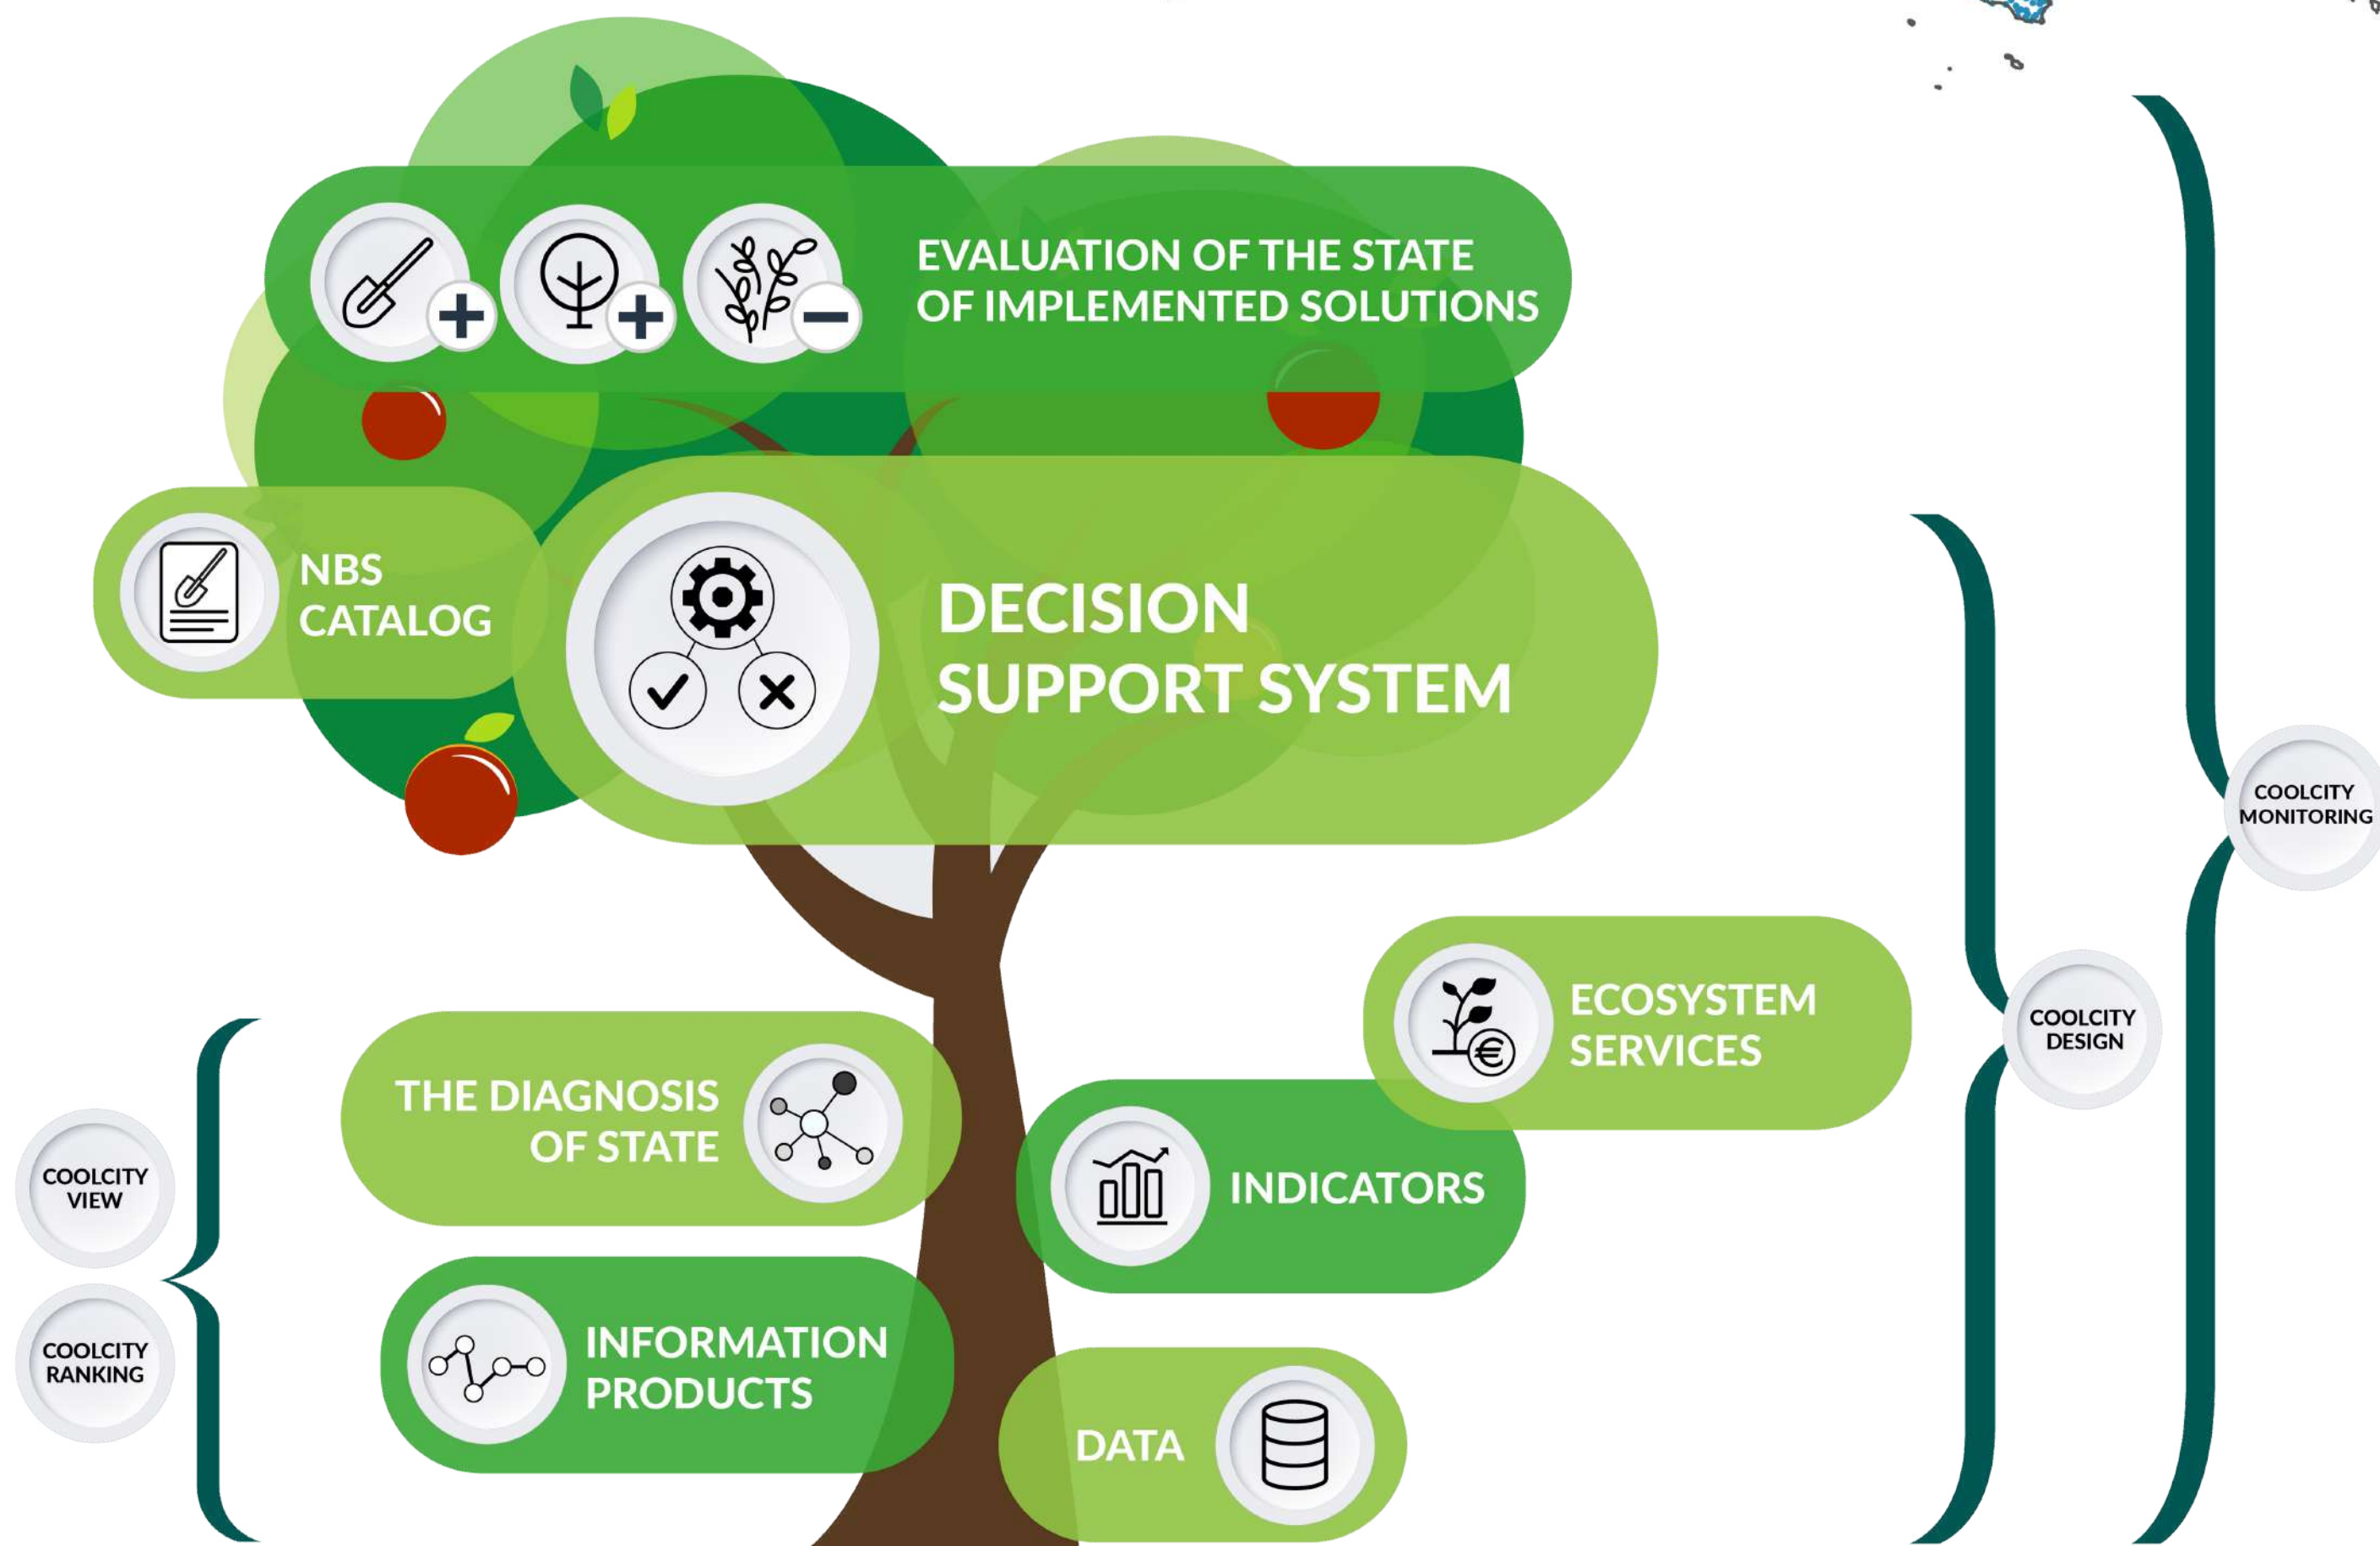 EVALUATION OF THE STATE
OF IMPLEMENTED SOLUTIONS
NBS
CATALOG
DECISION
SUPPORT SYSTEM
COOLCITY
MONITORING
ECOSYSTEM
SERVICES
COOLCITY
DESIGN
THE DIAGNOSIS
OF STATE
INDICATORS
COOLCITY
VIEW
COOLCITY
RANKING
INFORMATION
PRODUCTS
DATA